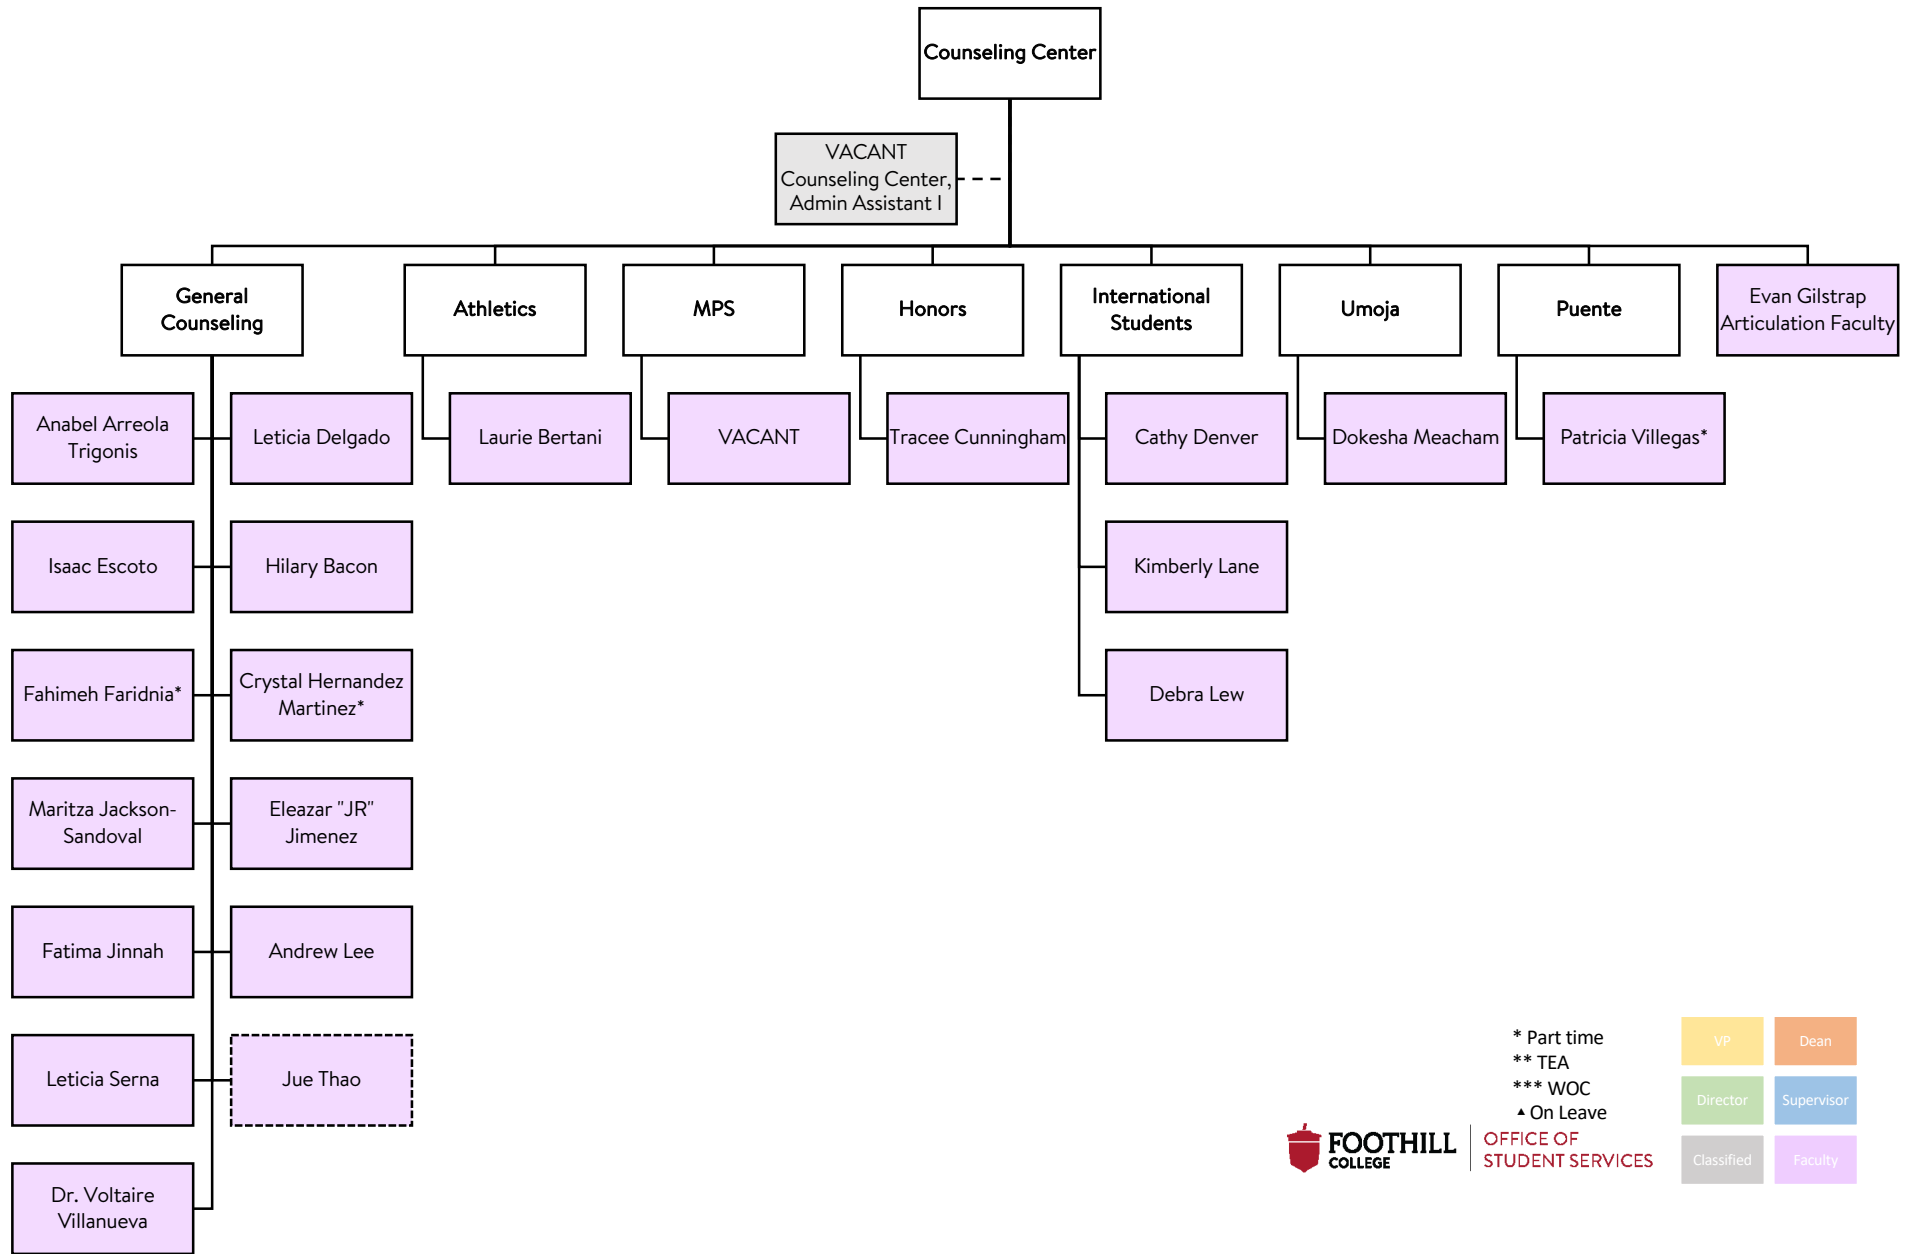 Counseling Center
VACANT
Counseling Center,
Admin Assistant I
General
Counseling
Athletics
MPS
Honors
International
Students
Umoja
Puente
Evan Gilstrap
Articulation Faculty
Anabel Arreola
Trigonis
Leticia Delgado
Laurie Bertani
VACANT
Tracee Cunningham
Cathy Denver
Dokesha Meacham
Patricia Villegas*
Isaac Escoto
Hilary Bacon
Kimberly Lane
Fahimeh Faridnia*
Crystal Hernandez
Martinez*
Debra Lew
Maritza Jackson-
Sandoval
Eleazar "JR"
Jimenez
Fatima Jinnah
Andrew Lee
Leticia Serna
Jue Thao
Dr. Voltaire
Villanueva
* Part time
** TEA
*** WOC
▲ On Leave
VP
Dean
Director
Supervisor
Classified
Faculty
FOOTHILL
COLLEGE
OFFICE OF
STUDENT SERVICES